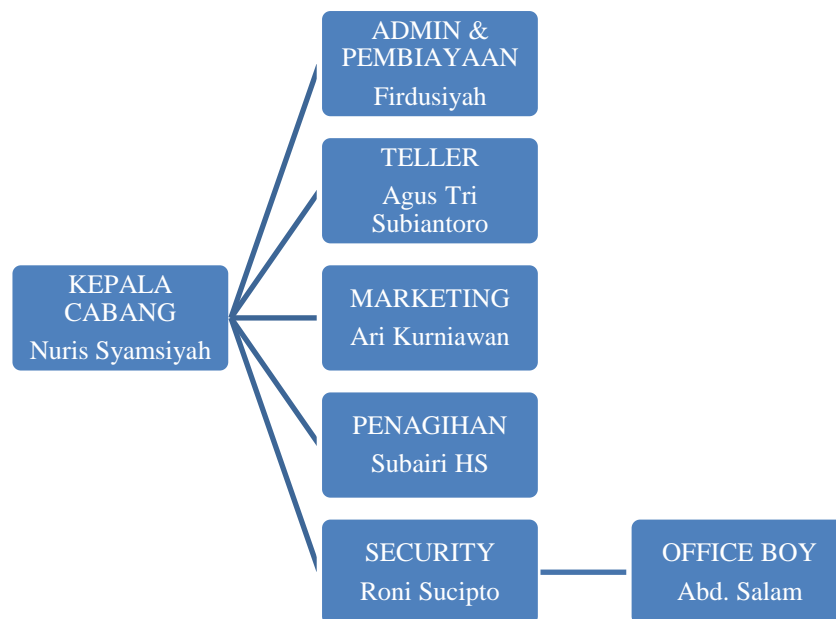 ADMIN &
PEMBIAYAAN
Firdusiyah
TELLER
Agus Tri
Subiantoro
KEPALA
CABANG
Nuris Syamsiyah
MARKETING
Ari Kurniawan
PENAGIHAN
Subairi HS
SECURITY
Roni Sucipto
OFFICE BOY
Abd. Salam